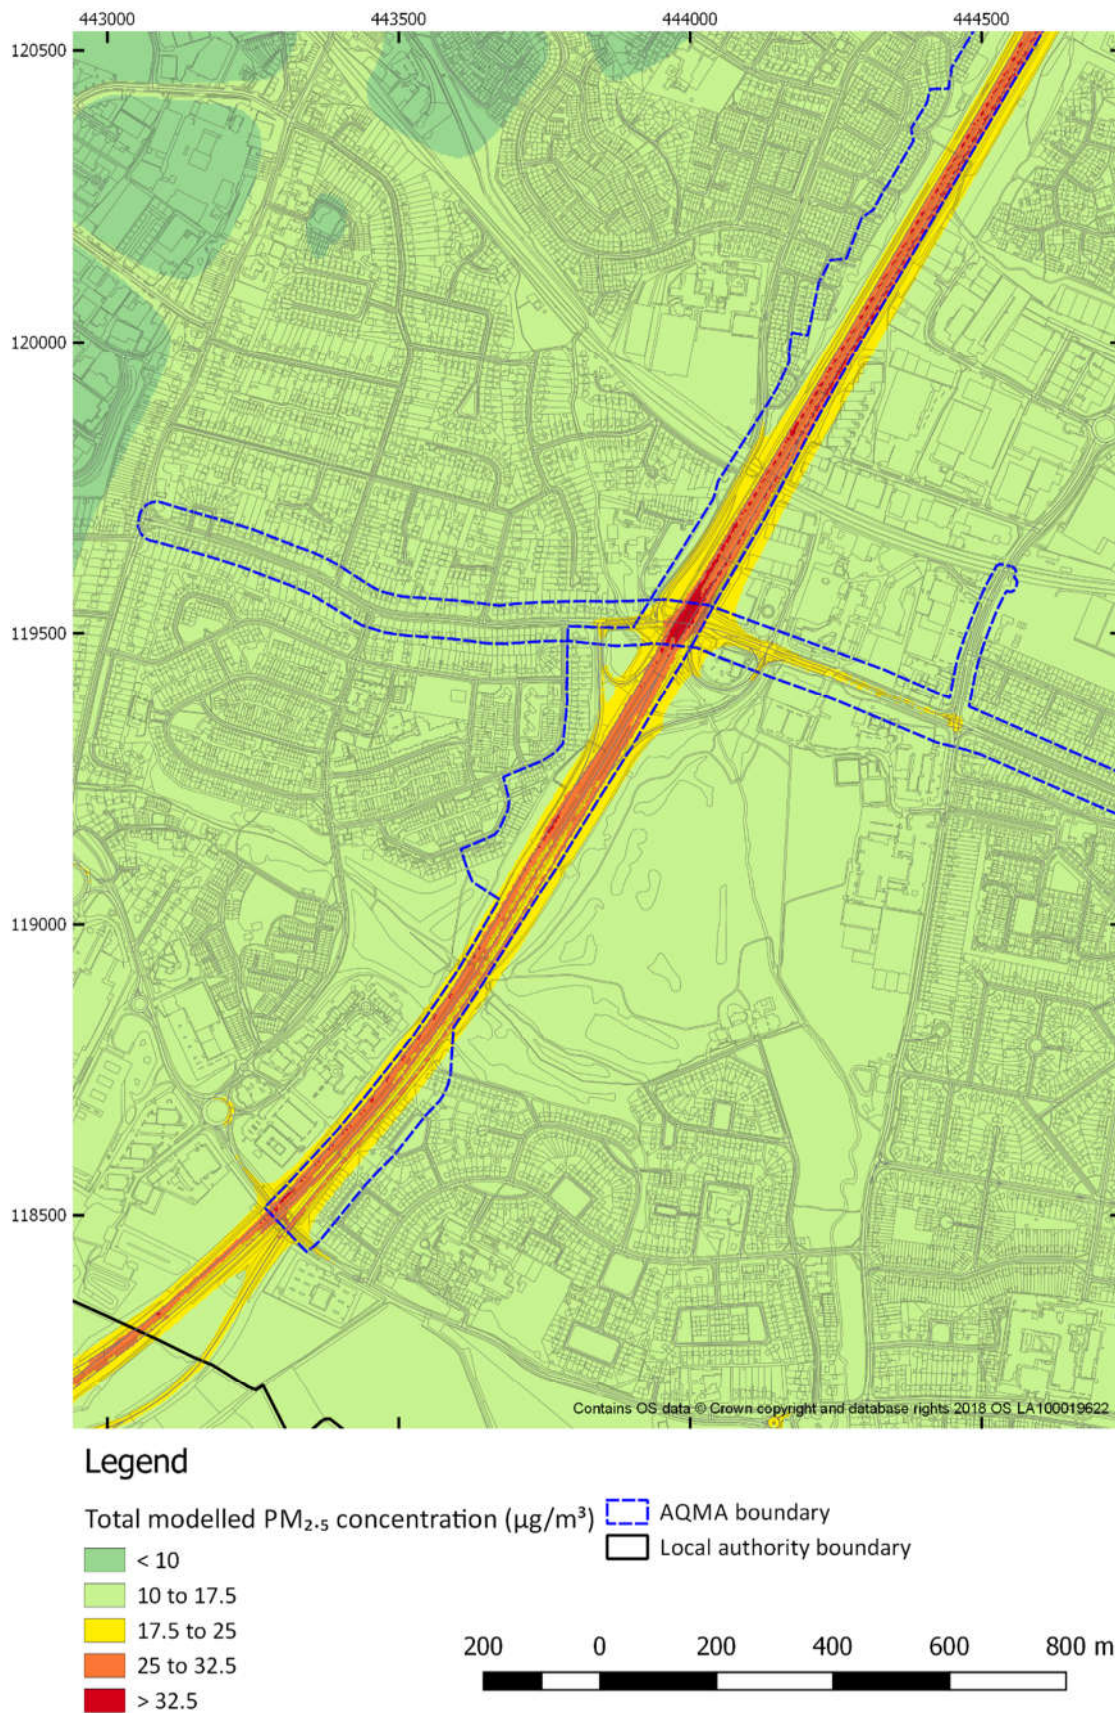 443000 443500 444000 444500
120500
120000
119500
119000
118500
Contains OS data © Crown copyright and database rights 2018 OS LA100019622
Legend
Total modelled PM₂.₅ concentration (µg/m³)
< 10
10 to 17.5
17.5 to 25
25 to 32.5
> 32.5
AQMA boundary
Local authority boundary
200 0 200 400 600 800 m